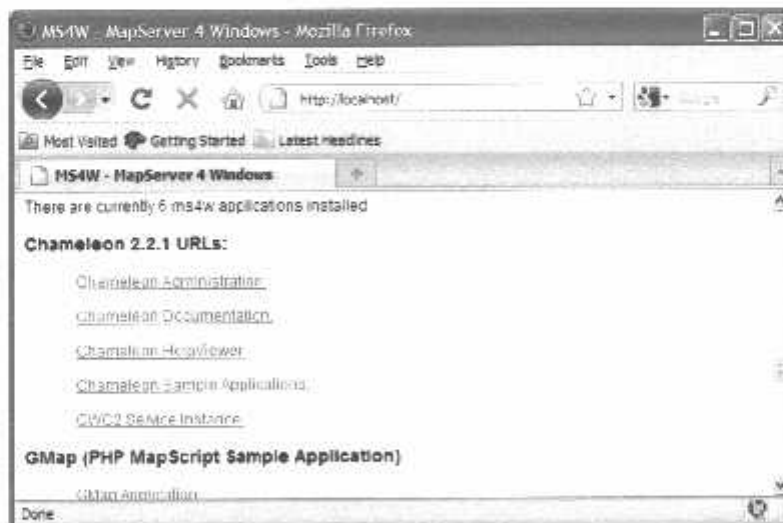 MS4W - MapServer 4 Windows - Mozilla Firefox
File Edit View History Bookmarks Tools Help
http://localhost/
Most Visited Getting Started Latest Headlines
MS4W - MapServer 4 Windows
There are currently 6 ms4w applications installed
Chameleon 2.2.1 URLs:
Chameleon Administration
Chameleon Documentation
Chameleon HelpViewer
Chameleon Sample Applications
CWC2 Service Instance
GMap (PHP MapScript Sample Application)
GMap Application
Done